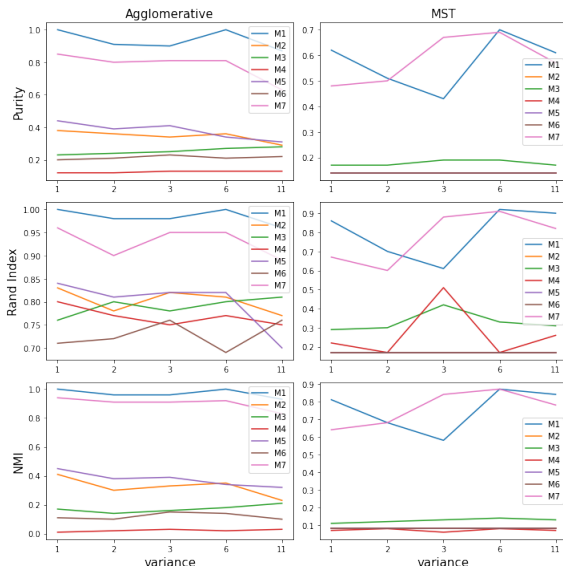 Agglomerative
MST
Purity
1.0
0.8
0.6
0.4
0.2
1
2
3
6
11
M1
M2
M3
M4
M5
M6
M7
0.7
0.6
0.5
0.4
0.3
0.2
1
2
3
6
11
M1
M2
M3
M4
M5
M6
M7
Rand Index
1.00
0.95
0.90
0.85
0.80
0.75
0.70
1
2
3
6
11
M1
M2
M3
M4
M5
M6
M7
0.9
0.8
0.7
0.6
0.5
0.4
0.3
0.2
1
2
3
6
11
M1
M2
M3
M4
M5
M6
M7
NMI
1.0
0.8
0.6
0.4
0.2
0.0
1
2
3
6
11
M1
M2
M3
M4
M5
M6
M7
variance
0.9
0.8
0.7
0.6
0.5
0.4
0.3
0.2
0.1
1
2
3
6
11
M1
M2
M3
M4
M5
M6
M7
variance